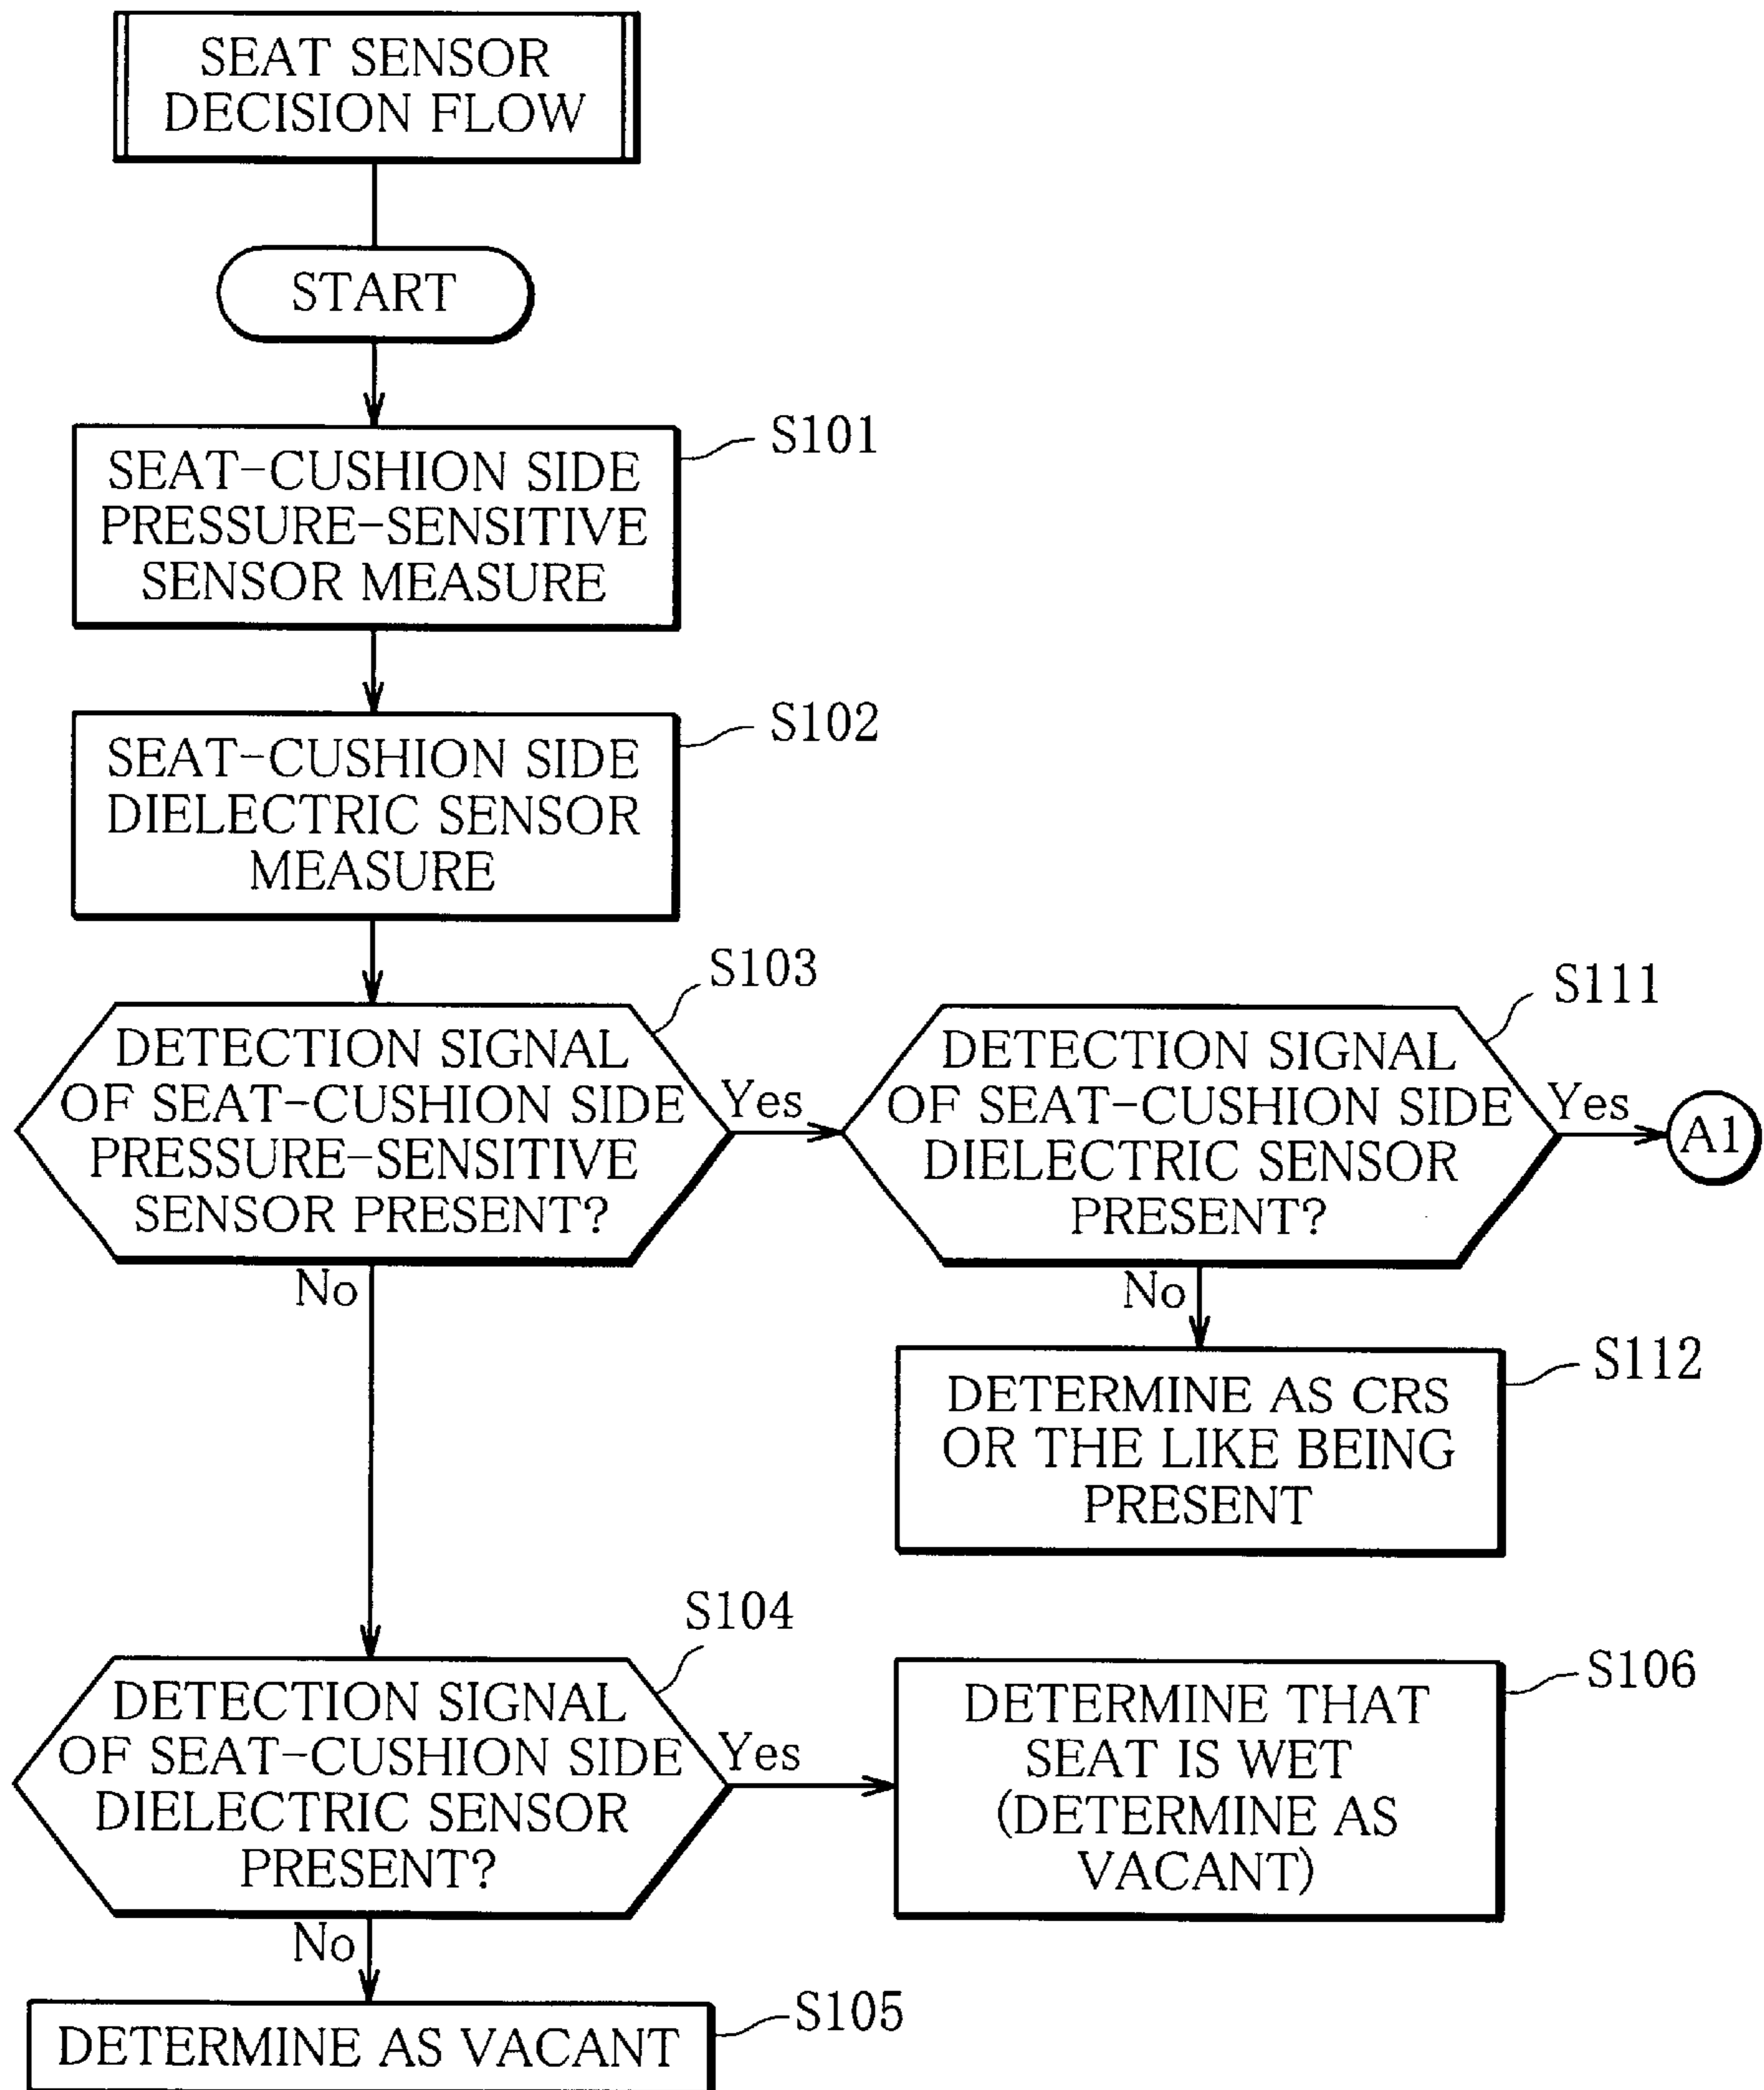 SEAT SENSOR
DECISION FLOW
START
S101
SEAT-CUSHION SIDE
PRESSURE-SENSITIVE
SENSOR MEASURE
S102
SEAT-CUSHION SIDE
DIELECTRIC SENSOR
MEASURE
S103
DETECTION SIGNAL
OF SEAT-CUSHION SIDE
PRESSURE-SENSITIVE
SENSOR PRESENT?
Yes
No
S111
DETECTION SIGNAL
OF SEAT-CUSHION SIDE
DIELECTRIC SENSOR
PRESENT?
Yes
A1
No
S112
DETERMINE AS CRS
OR THE LIKE BEING
PRESENT
S104
DETECTION SIGNAL
OF SEAT-CUSHION SIDE
DIELECTRIC SENSOR
PRESENT?
Yes
No
S106
DETERMINE THAT
SEAT IS WET
(DETERMINE AS
VACANT)
S105
DETERMINE AS VACANT